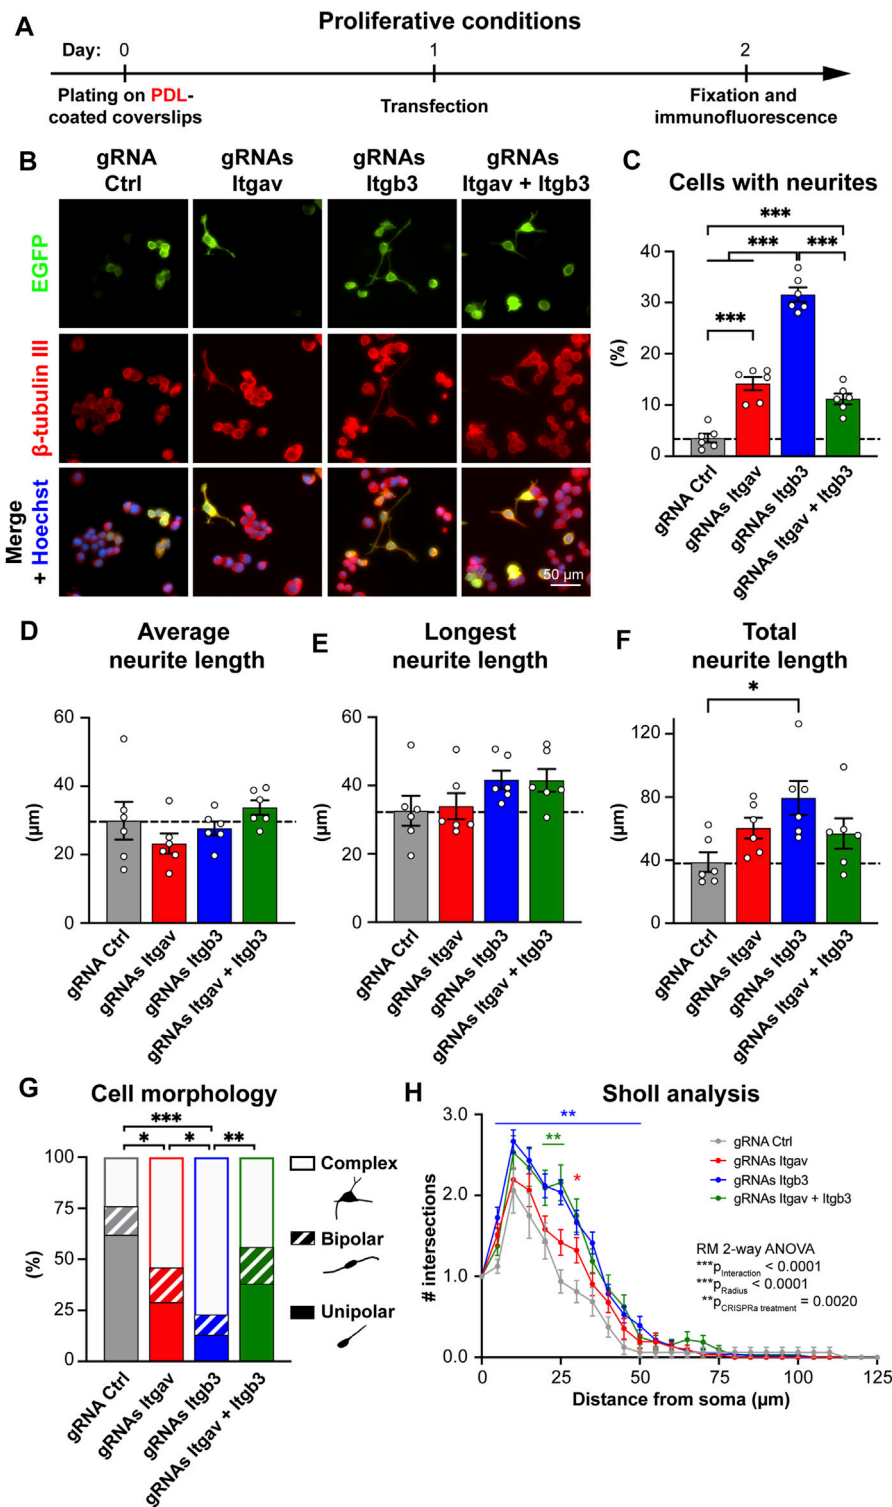 A
Proliferative conditions
Day: 0 1 2
Plating on PDL-
coated coverslips
Transfection
Fixation and
immunofluorescence
B
gRNA
Ctrl
gRNAs
Itgav
gRNAs
Itgb3
gRNAs
Itgav + Itgb3
EGFP
β-tubulin III
Merge
+ Hoechst
50 µm
C
Cells with neurites
***
*** ***
***
(%)
40
30
20
10
0
gRNA Ctrl
gRNAs Itgav
gRNAs Itgb3
gRNAs Itgav + Itgb3
D
Average
neurite length
(µm)
60
40
20
0
gRNA Ctrl
gRNAs Itgav
gRNAs Itgb3
gRNAs Itgav + Itgb3
E
Longest
neurite length
(µm)
60
40
20
0
gRNA Ctrl
gRNAs Itgav
gRNAs Itgb3
gRNAs Itgav + Itgb3
F
Total
neurite length
*
(µm)
120
80
40
0
gRNA Ctrl
gRNAs Itgav
gRNAs Itgb3
gRNAs Itgav + Itgb3
G
Cell morphology
***
* * **
(%)
100
75
50
25
0
gRNA Ctrl
gRNAs Itgav
gRNAs Itgb3
gRNAs Itgav + Itgb3
Complex
Bipolar
Unipolar
H
Sholl analysis
**
**
*
# intersections
3.0
2.0
1.0
0.0
0 25 50 75 100 125
Distance from soma (µm)
gRNA Ctrl
gRNAs Itgav
gRNAs Itgb3
gRNAs Itgav + Itgb3
RM 2-way ANOVA
***pInteraction < 0.0001
***pRadius < 0.0001
**pCRISPRa treatment = 0.0020